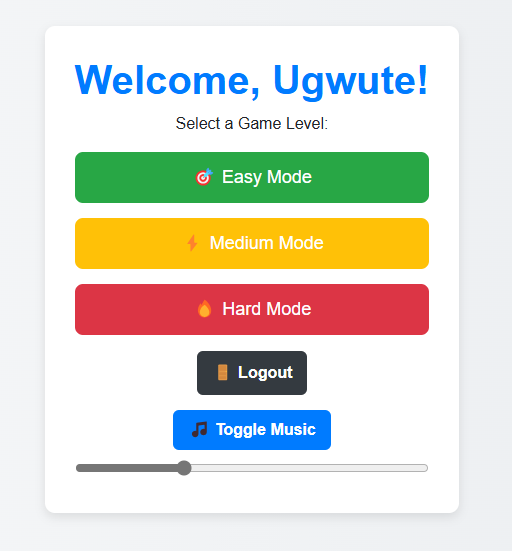 Welcome, Ugwute!
Select a Game Level:
🎯 Easy Mode
⚡ Medium Mode
🔥 Hard Mode
🚪 Logout
🎵 Toggle Music